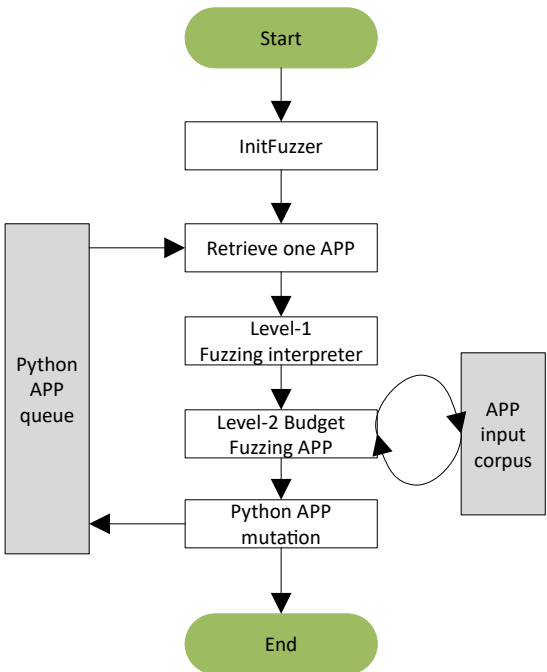 Start
InitFuzzer
Retrieve one APP
Level-1
Fuzzing interpreter
Python
APP
queue
Level-2 Budget
Fuzzing APP
APP
input
corpus
Python APP
mutation
End